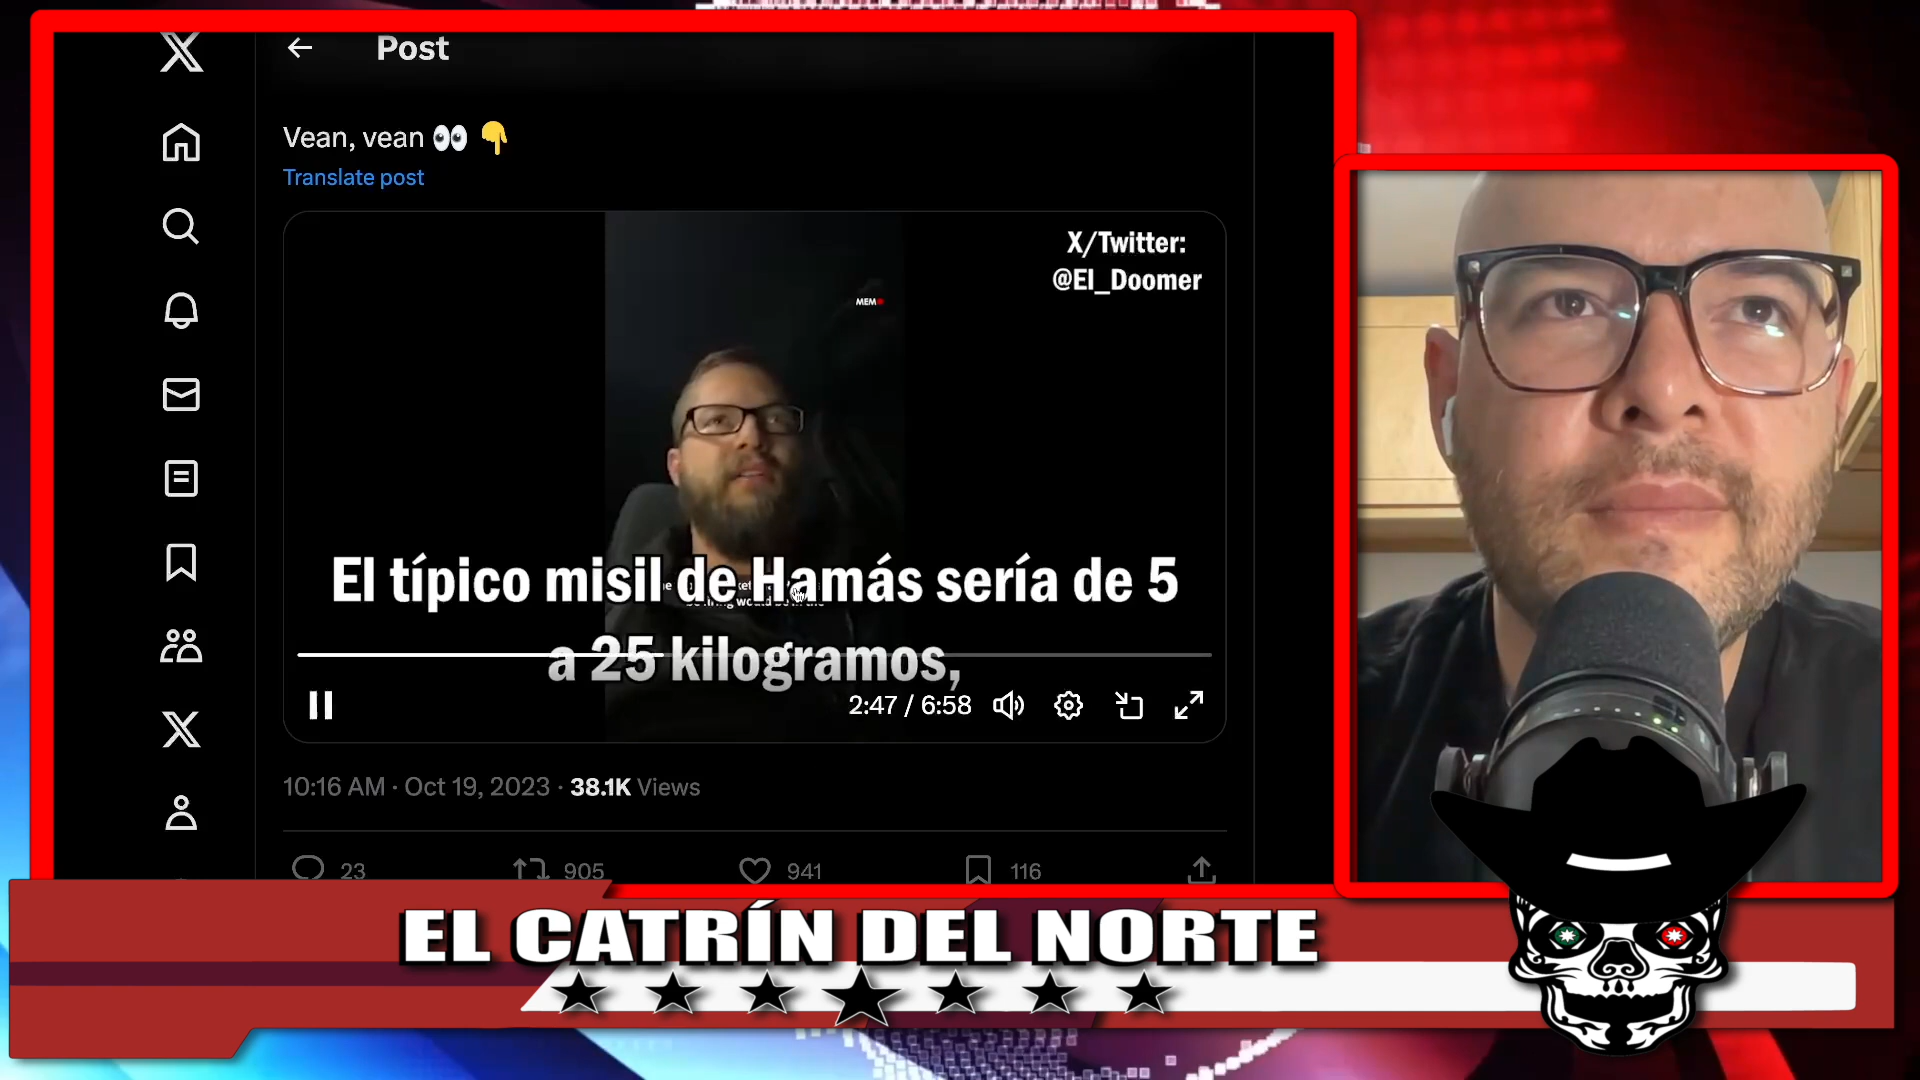 Post
Vean, vean
Translate post
X/Twitter:
@El_Doomer
MEMO
El típico misil de Hamás sería de 5
a 25 kilogramos,
2:47 / 6:58
10:16 AM · Oct 19, 2023 · 38.1K Views
23
905
941
116
EL CATRÍN DEL NORTE